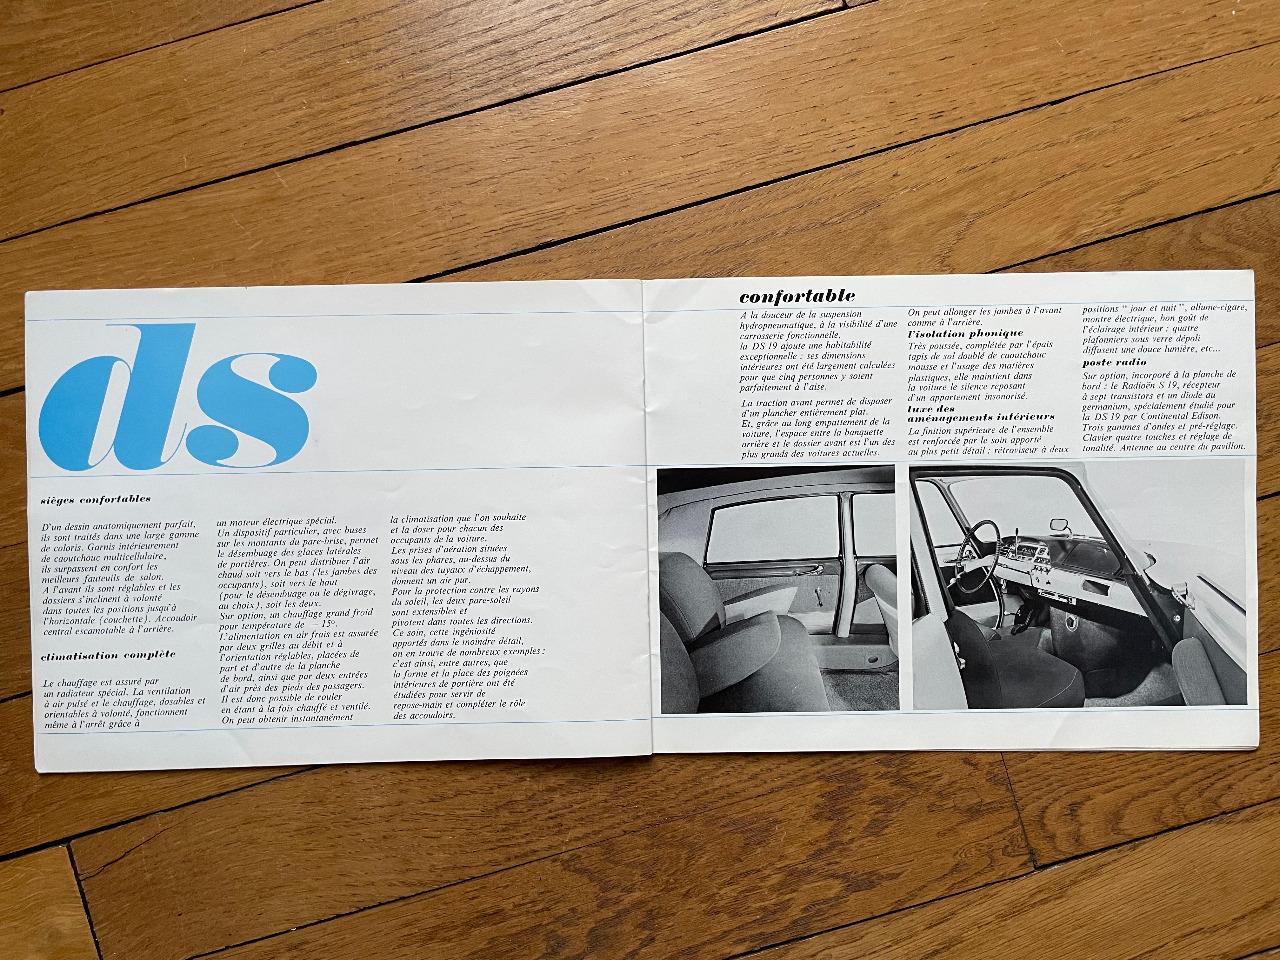 ds
sièges confortables
D'un dessin anatomiquement parfait,
ils sont traités dans une large gamme
de coloris. Garnis intérieurement
de caoutchouc multicellulaire,
ils surpassent en confort les
meilleurs fauteuils de salon.
A l'avant ils sont réglables et les
dossiers s'inclinent à volonté
dans toutes les positions jusqu'à
l'horizontale (couchette). Accoudoir
central escamotable à l'arrière.
climatisation complète
Le chauffage est assuré par
un radiateur spécial. La ventilation
à air pulsé et le chauffage, dosables et
orientables à volonté, fonctionnent
même à l'arrêt grâce à
un moteur électrique spécial.
Un dispositif particulier, avec buses
sur les montants du pare-brise, permet
le désembuage des glaces latérales
de portières. On peut distribuer l'air
chaud soit vers le bas (les jambes des
occupants), soit vers le haut
(pour le désembuage ou le dégivrage,
au choix), soit les deux.
Sur option, un chauffage grand froid
pour température de - 15°.
L'alimentation en air frais est assurée
par deux grilles au débit et à
l'orientation réglables, placées de
part et d'autre de la planche
de bord, ainsi que par deux entrées
d'air près des pieds des passagers.
Il est donc possible de rouler
en étant à la fois chauffé et ventilé.
On peut obtenir instantanément
la climatisation que l'on souhaite
et la doser pour chacun des
occupants de la voiture.
Les prises d'aération situées
sous les phares, au-dessus du
niveau des tuyaux d'échappement,
donnent un air pur.
Pour la protection contre les rayons
du soleil, les deux pare-soleil
sont extensibles et
pivotent dans toutes les directions.
Ce soin, cette ingéniosité
apportés dans le moindre détail,
on en trouve de nombreux exemples :
c'est ainsi, entre autres, que
la forme et la place des poignées
intérieures de portière ont été
étudiées pour servir de
repose-main et compléter le rôle
des accoudoirs.
confortable
A la douceur de la suspension
hydropneumatique, à la visibilité d'une
carrosserie fonctionnelle,
la DS 19 ajoute une habitabilité
exceptionnelle : ses dimensions
intérieures ont été largement calculées
pour que cinq personnes y soient
parfaitement à l'aise.
La traction avant permet de disposer
d'un plancher entièrement plat.
Et, grâce au long empattement de la
voiture, l'espace entre la banquette
arrière et le dossier avant est l'un des
plus grands des voitures actuelles.
On peut allonger les jambes à l'avant
comme à l'arrière.
l'isolation phonique
Très poussée, complétée par l'épais
tapis de sol doublé de caoutchouc
mousse et l'usage des matières
plastiques, elle maintient dans
la voiture le silence reposant
d'un appartement insonorisé.
luxe des
aménagements intérieurs
La finition supérieure de l'ensemble
est renforcée par le soin apporté
au plus petit détail : rétroviseur à deux
positions " jour et nuit ", allume-cigare,
montre électrique, bon goût de
l'éclairage intérieur : quatre
plafonniers sous verre dépoli
diffusent une douce lumière, etc...
poste radio
Sur option, incorporé à la planche de
bord : le Radioën S 19, récepteur
à sept transistors et un diode au
germanium, spécialement étudié pour
la DS 19 par Continental Edison.
Trois gammes d'ondes et pré-réglage.
Clavier quatre touches et réglage de
tonalité. Antenne au centre du pavillon.